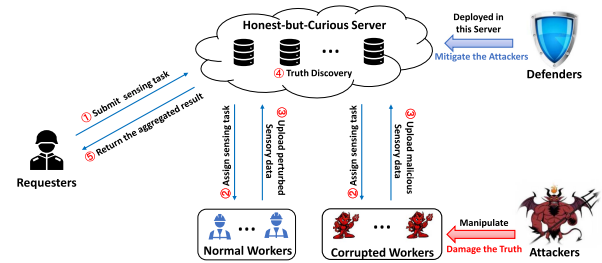 Honest-but-Curious Server
④ Truth Discovery
Deployed in
this Server
Mitigate the Attackers
Defenders
① Submit sensing task
⑤ Return the aggregated result
Requesters
② Assign sensing task
③ Upload perturbed
Sensory data
② Assign sensing task
③ Upload malicious
Sensory data
Normal Workers
Corrupted Workers
Manipulate
Damage the Truth
Attackers